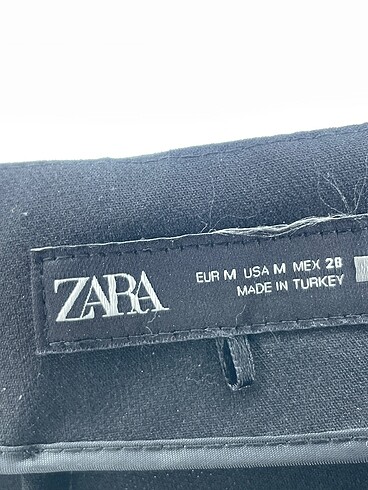 ZARA
EUR M USA M MEX 28
MADE IN TURKEY